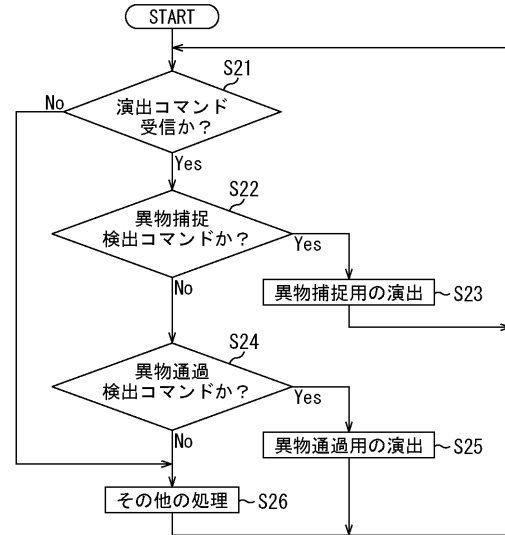 START
S21
No
演出コマンド
受信か？
Yes
S22
異物捕捉
検出コマンドか？
Yes
No
異物捕捉用の演出
S23
S24
異物通過
検出コマンドか？
Yes
No
異物通過用の演出
S25
その他の処理
S26